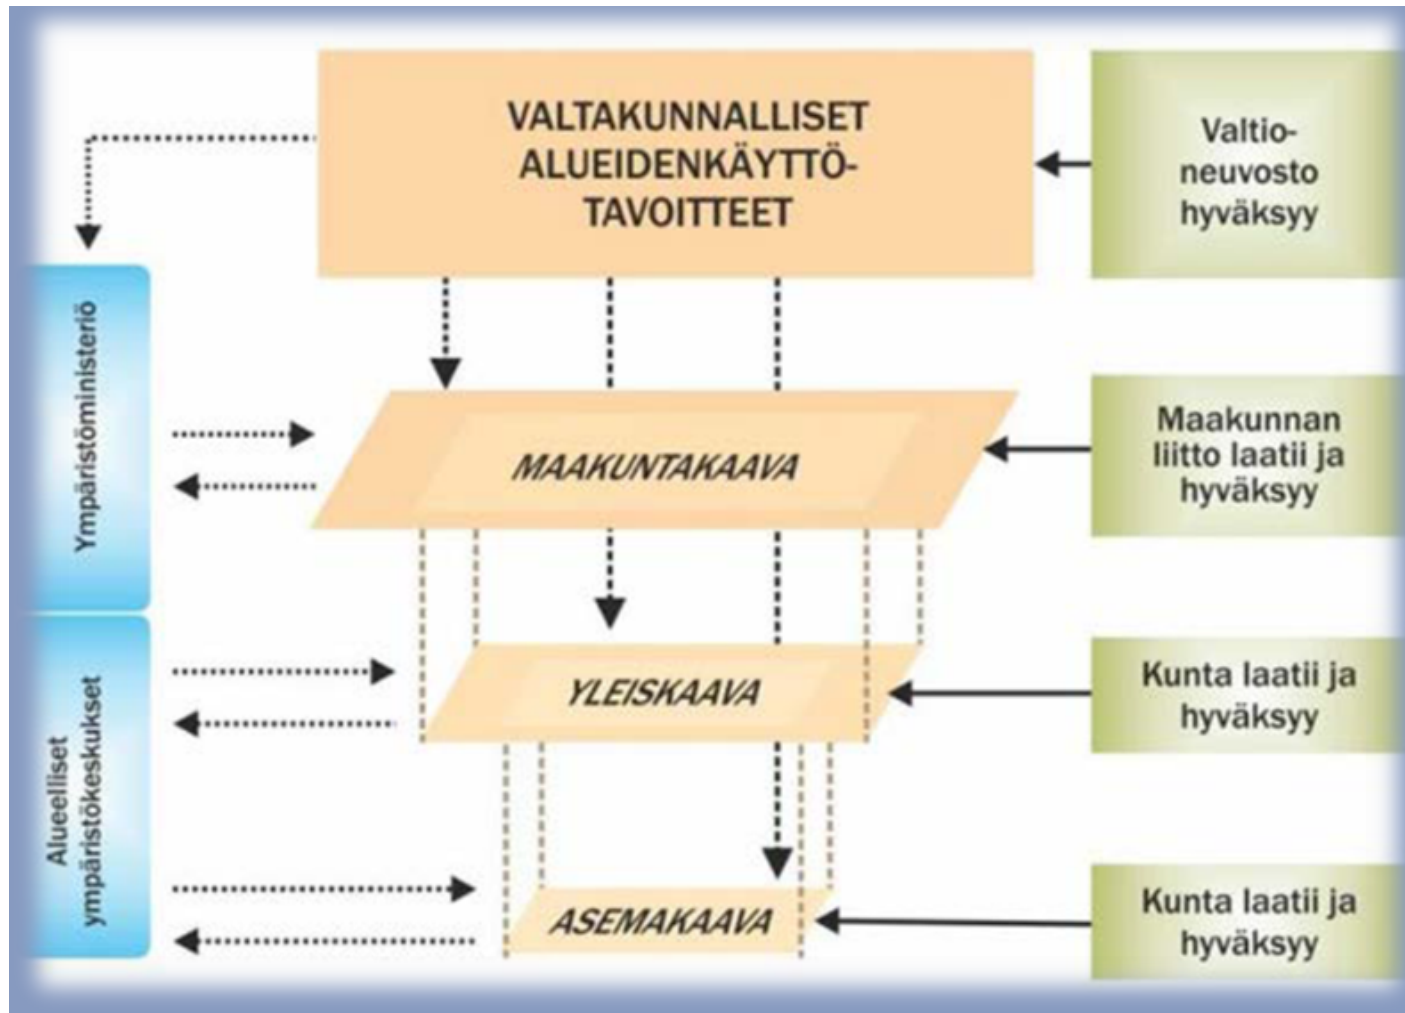 VALTAKUNNALLISET
ALUEIDENKÄYTTÖ-
TAVOITTEET
Valtio-
neuvosto
hyväksyy
Ympäristöministeriö
MAAKUNTAKAAVA
Maakunnan
liitto laatii ja
hyväksyy
YLEISKAAVA
Kunta laatii ja
hyväksyy
Alueelliset
ympäristökeskukset
ASEMAKAAVA
Kunta laatii ja
hyväksyy